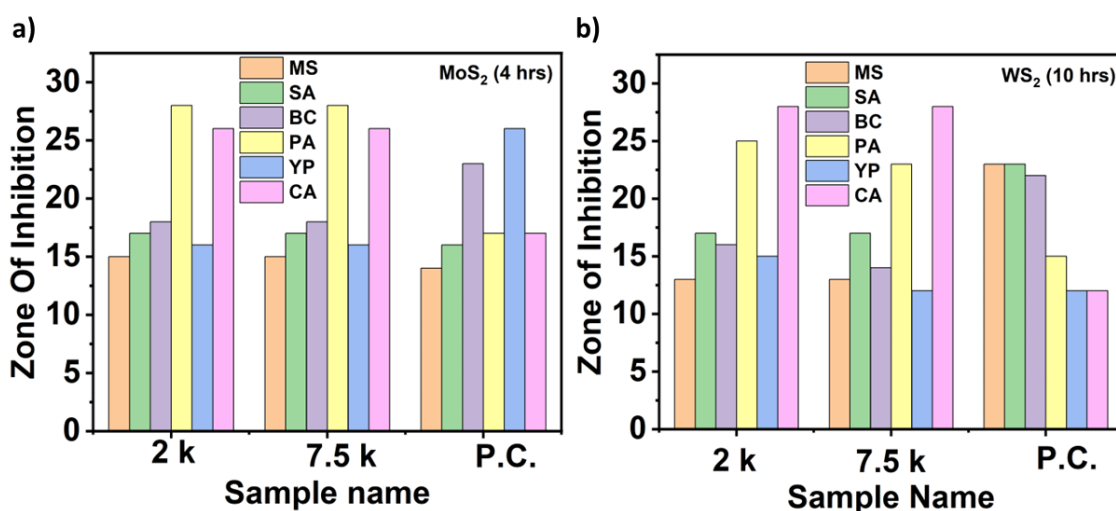 a)
MoS₂ (4 hrs)
MS
SA
BC
PA
YP
CA
Zone Of Inhibition
30
25
20
15
10
5
0
2 k
7.5 k
P.C.
Sample name
b)
WS₂ (10 hrs)
MS
SA
BC
PA
YP
CA
Zone of Inhibition
30
25
20
15
10
5
0
2 k
7.5 k
P.C.
Sample Name